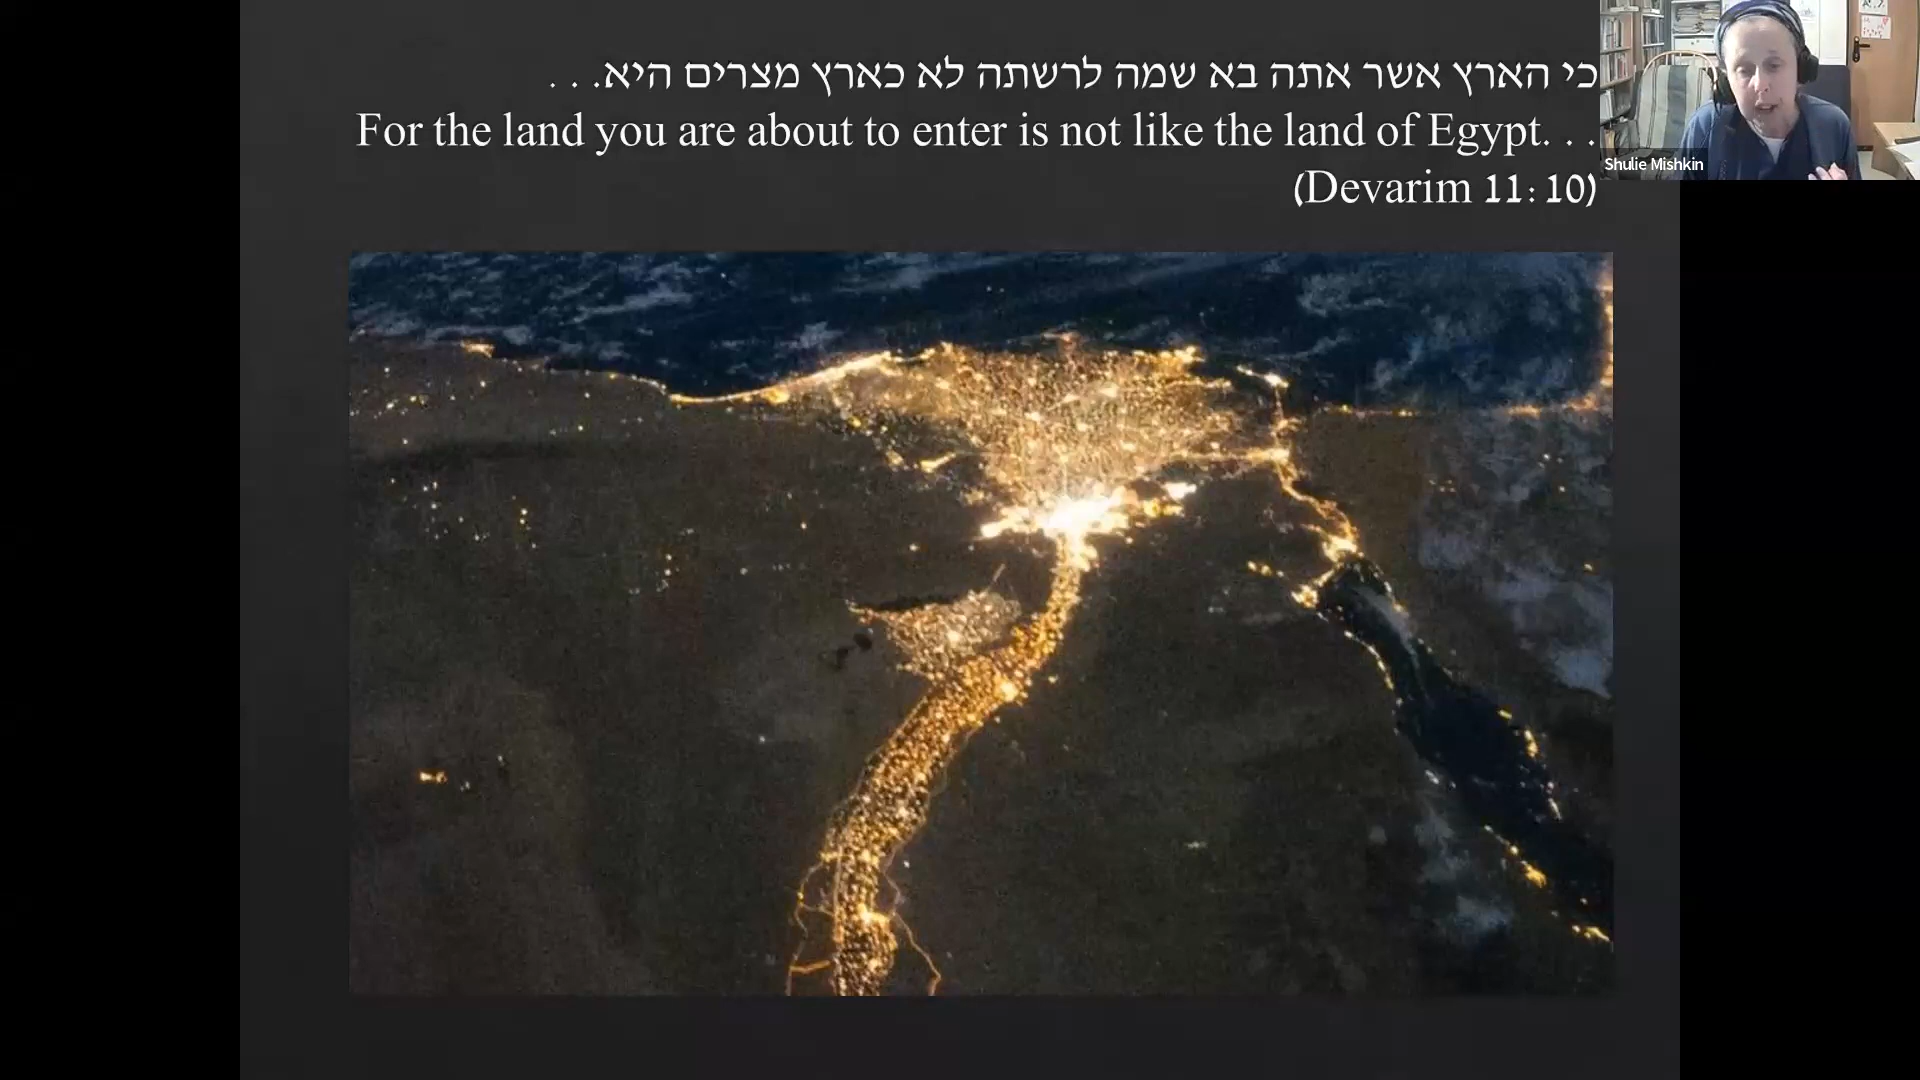 כי הארץ אשר אתה בא שמה לרשתה לא כארץ מצרים היא. . .
For the land you are about to enter is not like the land of Egypt. . .
(Devarim 11:10)
Shulie Mishkin